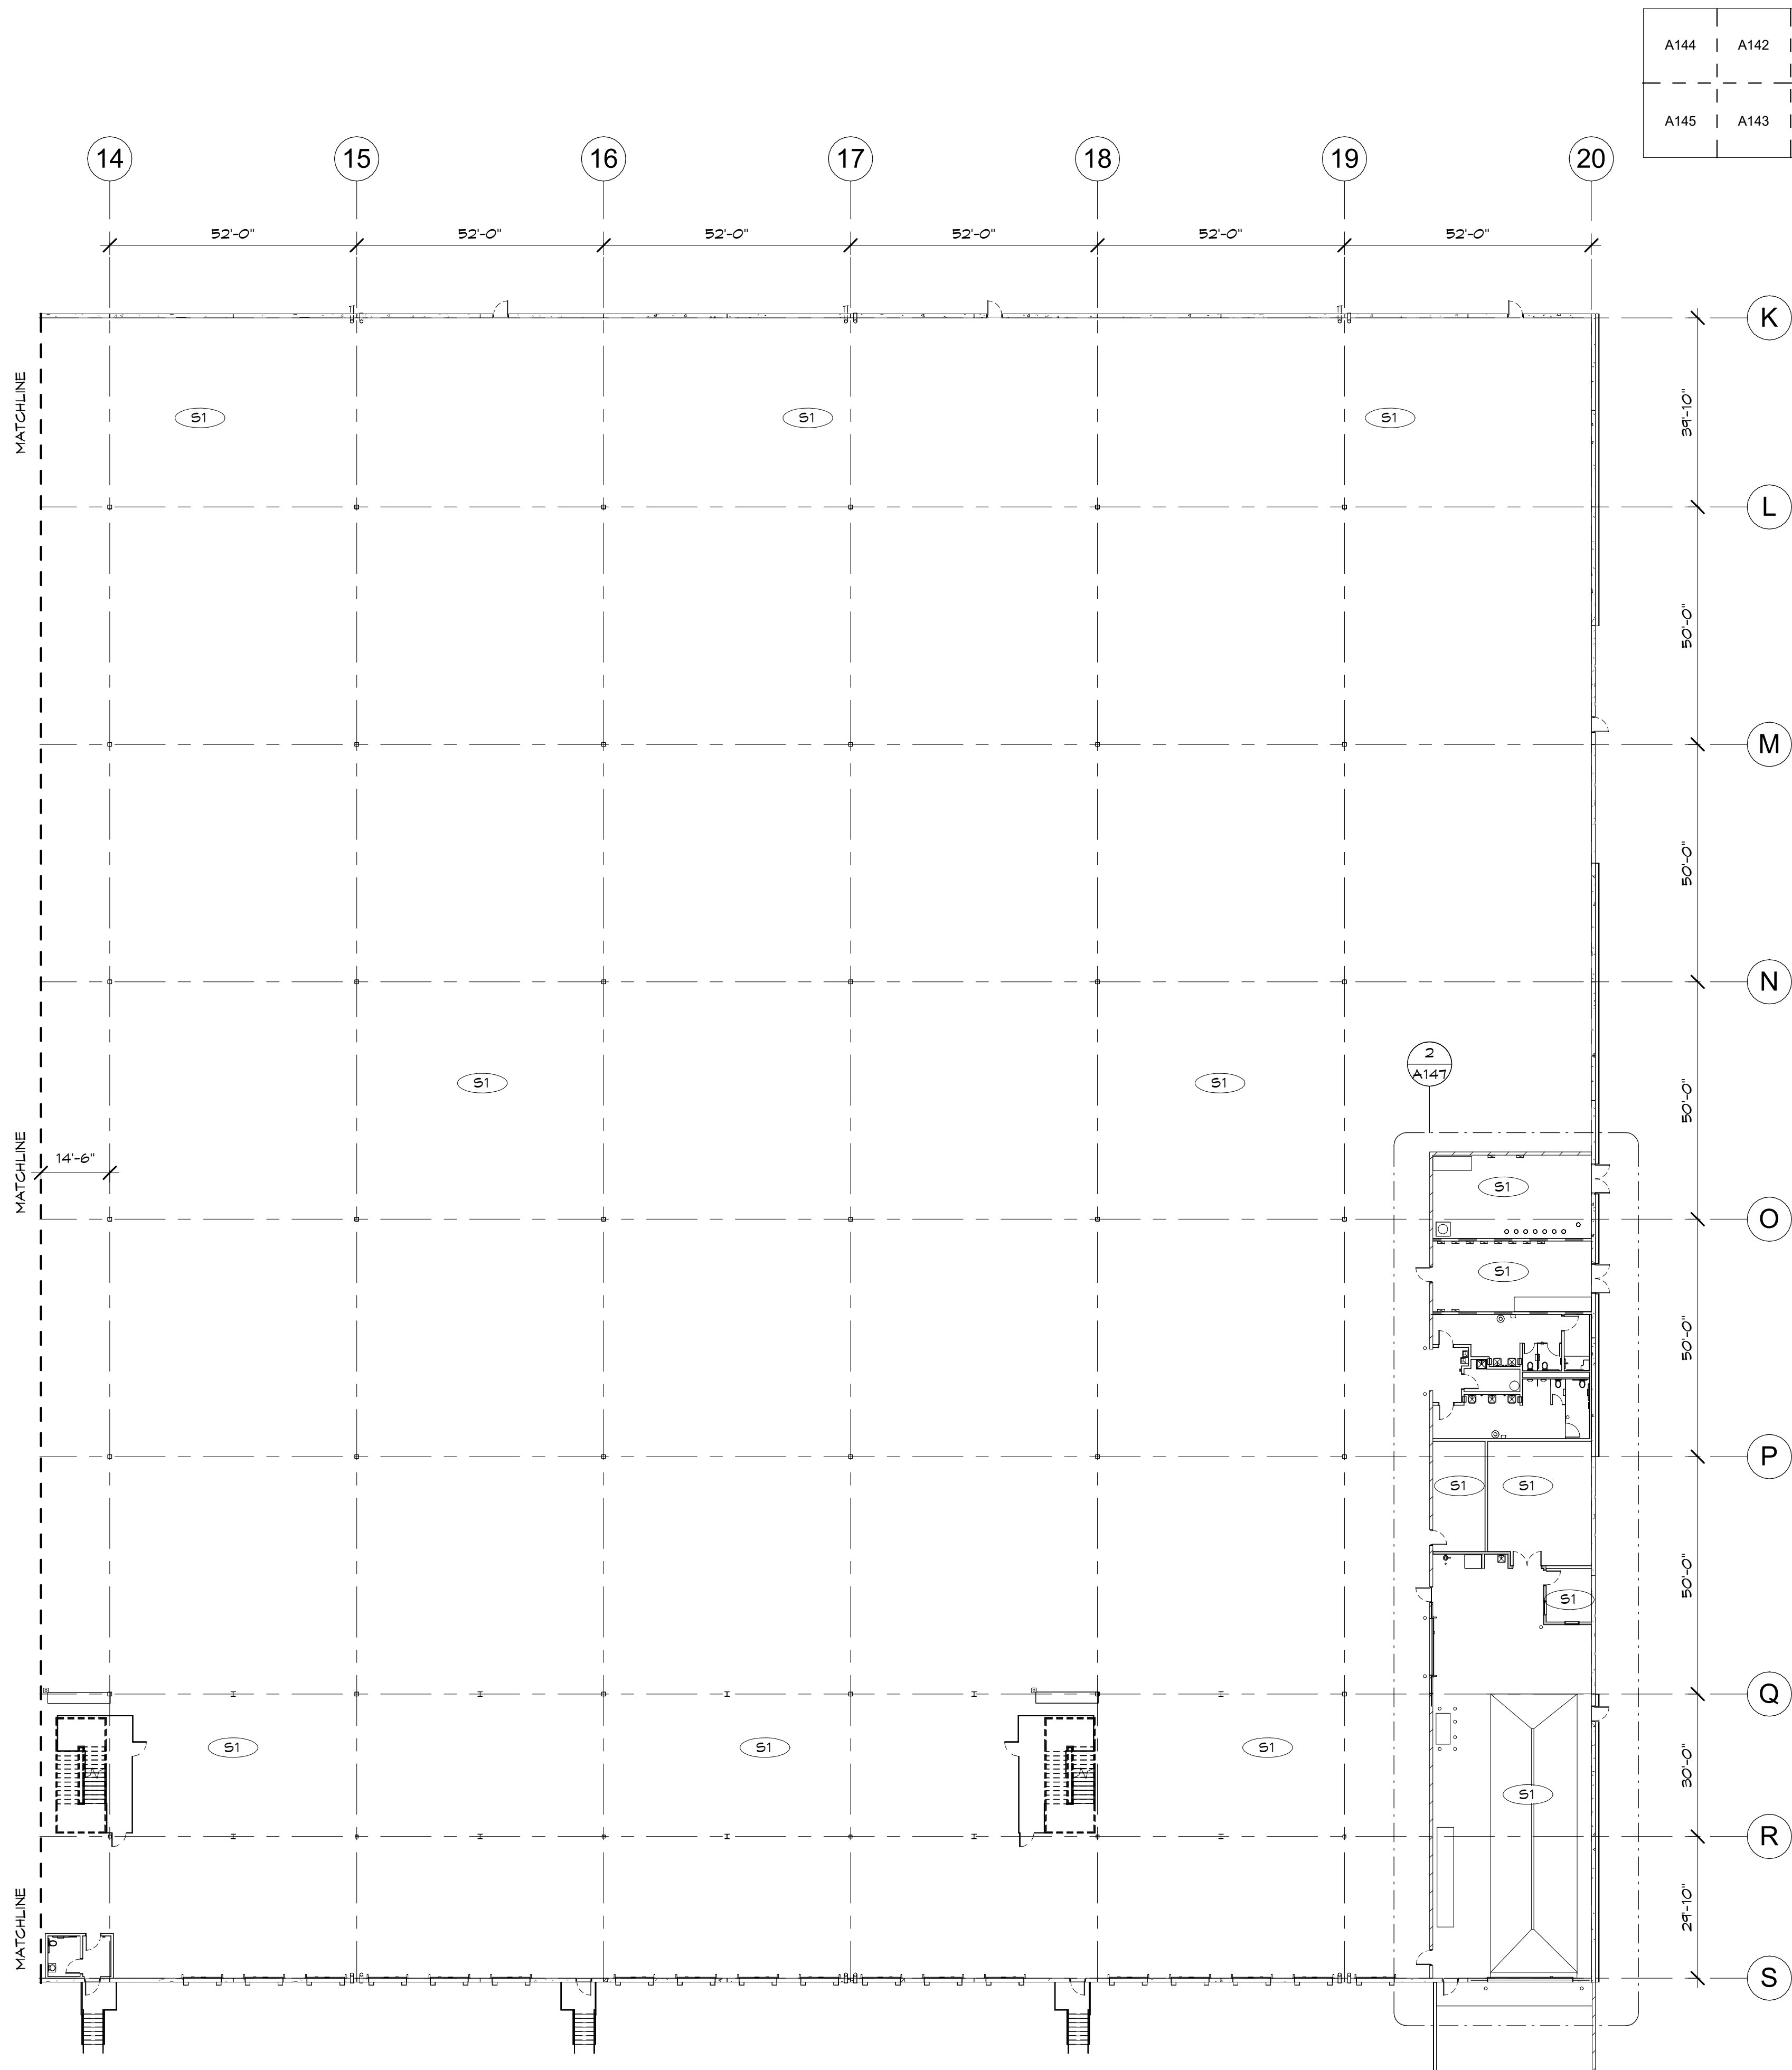 A144 A142
A145 A143
14 15 16 17 18 19 20
52'-0" 52'-0" 52'-0" 52'-0" 52'-0" 52'-0"
K
MATCHLINE
39'-10"
S1 S1 S1
L
50'-0"
M
50'-0"
N
2
A147
S1 S1
50'-0"
MATCHLINE
14'-6"
S1
O
S1
50'-0"
P
S1 S1
50'-0"
S1
Q
S1 S1 S1
30'-0"
S1
R
MATCHLINE
29'-10"
S